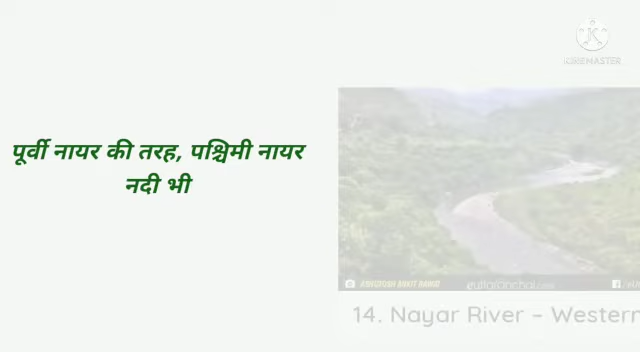 KINEMASTER
पूर्वी नायर की तरह, पश्चिमी नायर
नदी भी
14. Nayar River – Western